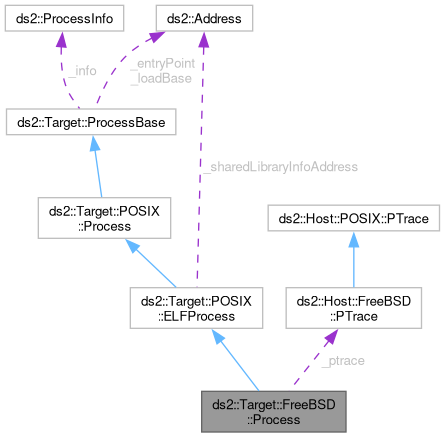 ds2::ProcessInfo
ds2::Address
_info
_entryPoint
_loadBase
ds2::Target::ProcessBase
_sharedLibraryInfoAddress
ds2::Target::POSIX
::Process
ds2::Host::POSIX::PTrace
ds2::Target::POSIX
::ELFProcess
ds2::Host::FreeBSD
::PTrace
_ptrace
ds2::Target::FreeBSD
::Process